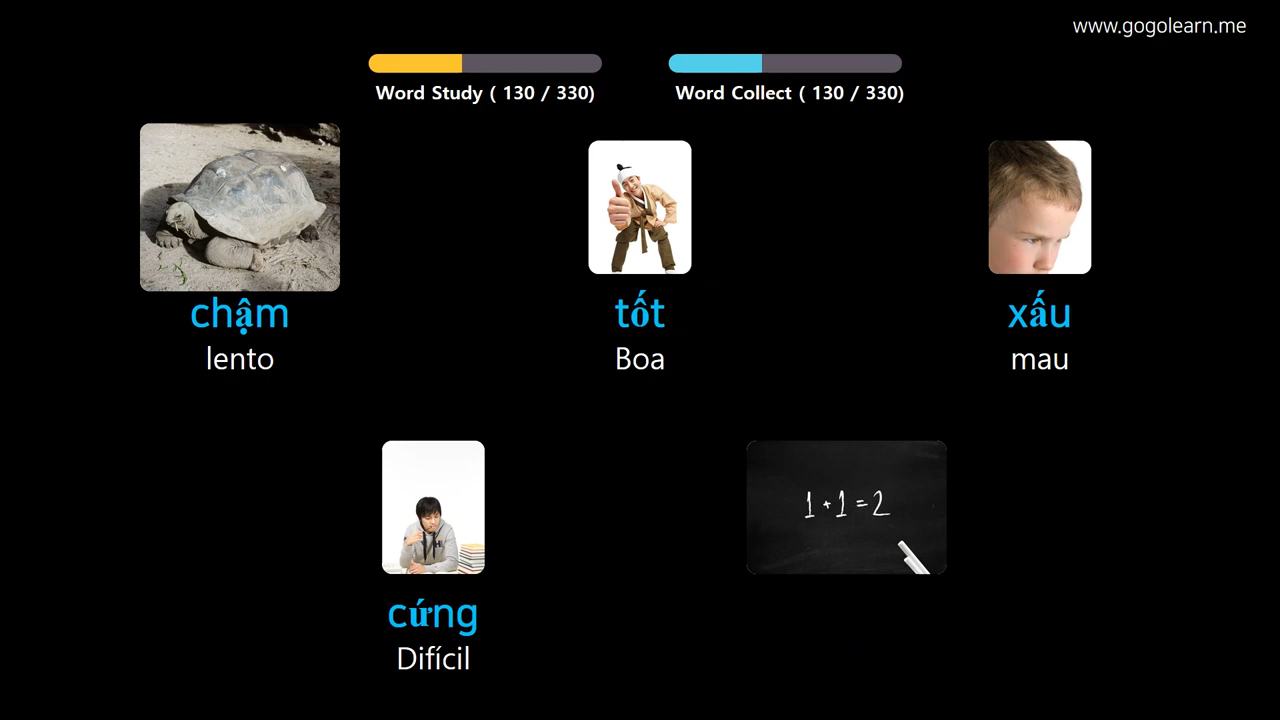 www.gogolearn.me
Word Study ( 130 / 330)
Word Collect ( 130 / 330)
chậm
lento
tốt
Boa
xấu
mau
1+1=2
cứng
Difícil